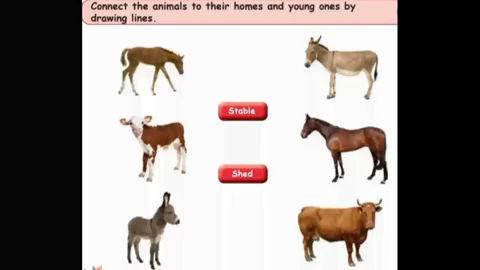 Connect the animals to their homes and young ones by
drawing lines.
Stable
Shed